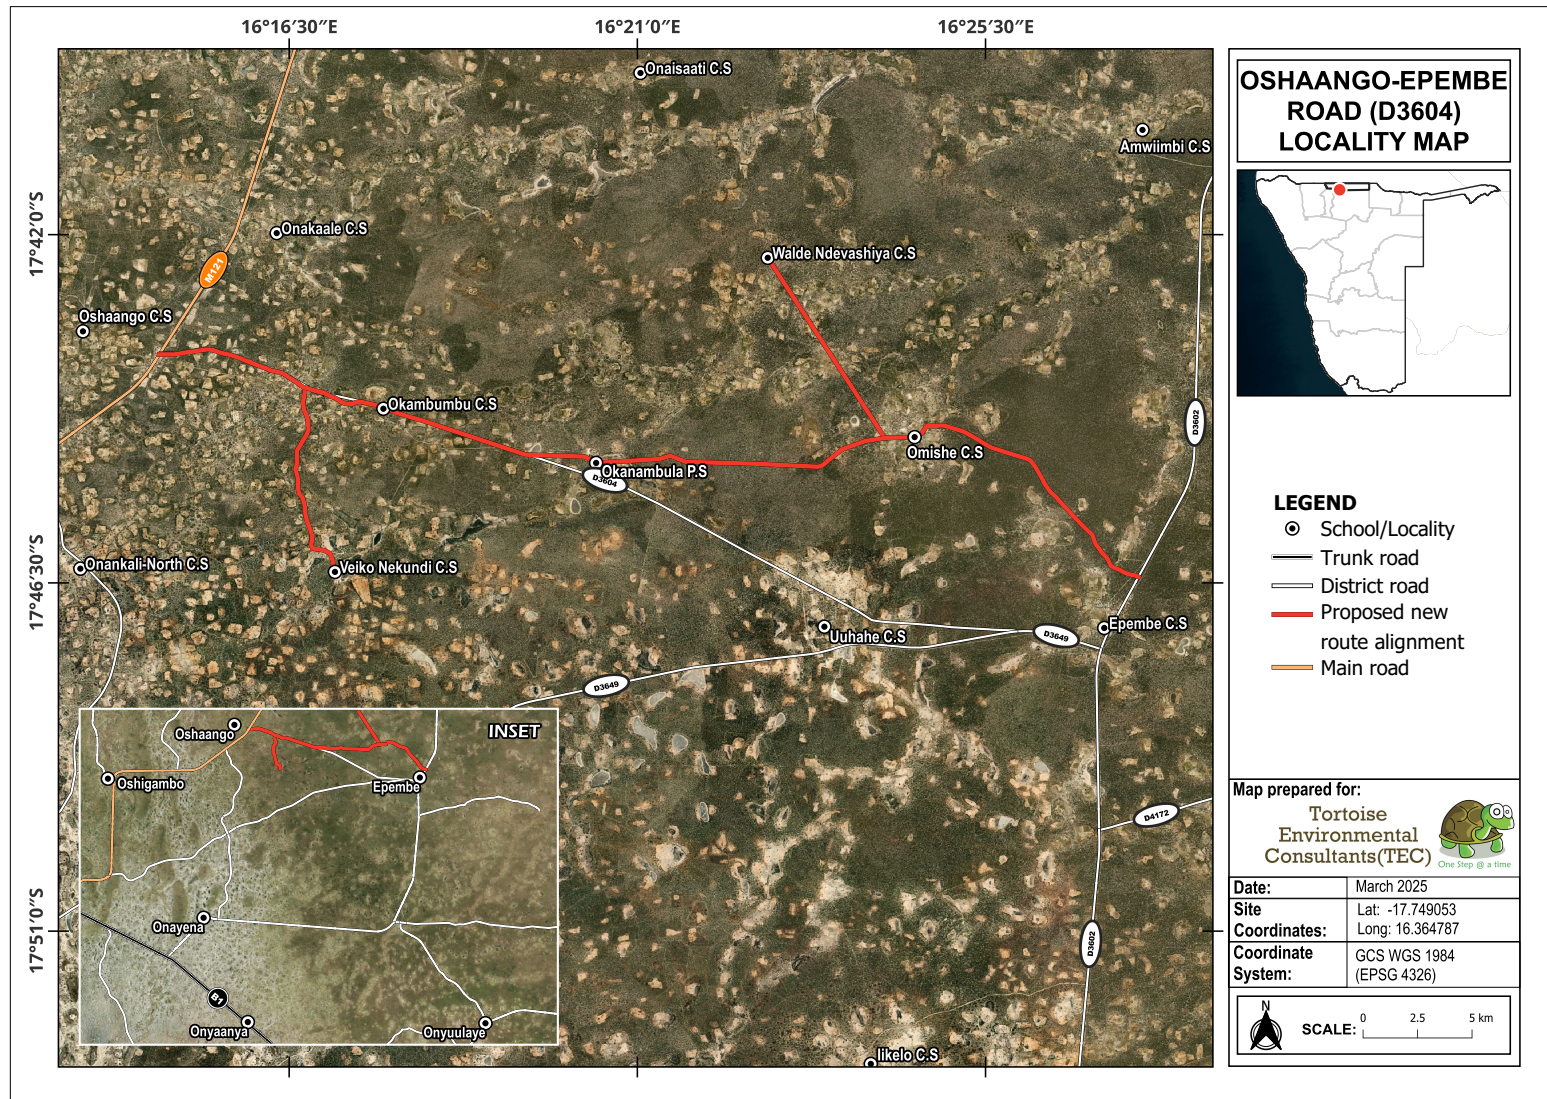 16°16′30″E
16°21′0″E
16°25′30″E
17°42′0″S
17°46′30″S
17°51′0″S
Onaisaati C.S
Amwiimbi C.S
Onakaale C.S
M121
Walde Ndevashiya C.S
Oshaango C.S
Okambumbu C.S
D3602
Omishe C.S
Okanambula P.S
D3604
Onankali-North C.S
Veiko Nekundi C.S
Uuhahe C.S
D3649
Epembe C.S
D3649
D4172
D3602
Iikelo C.S
INSET
Oshaango
Oshigambo
Epembe
Onayena
B1
Onyaanya
Onyuulaye
OSHAANGO-EPEMBE
ROAD (D3604)
LOCALITY MAP
LEGEND
School/Locality
Trunk road
District road
Proposed new
route alignment
Main road
Map prepared for:
Tortoise
Environmental
Consultants(TEC)
One Step @ a time
Date: March 2025
Site Lat: -17.749053
Coordinates: Long: 16.364787
Coordinate GCS WGS 1984
System: (EPSG 4326)
N
SCALE: 0 2.5 5 km